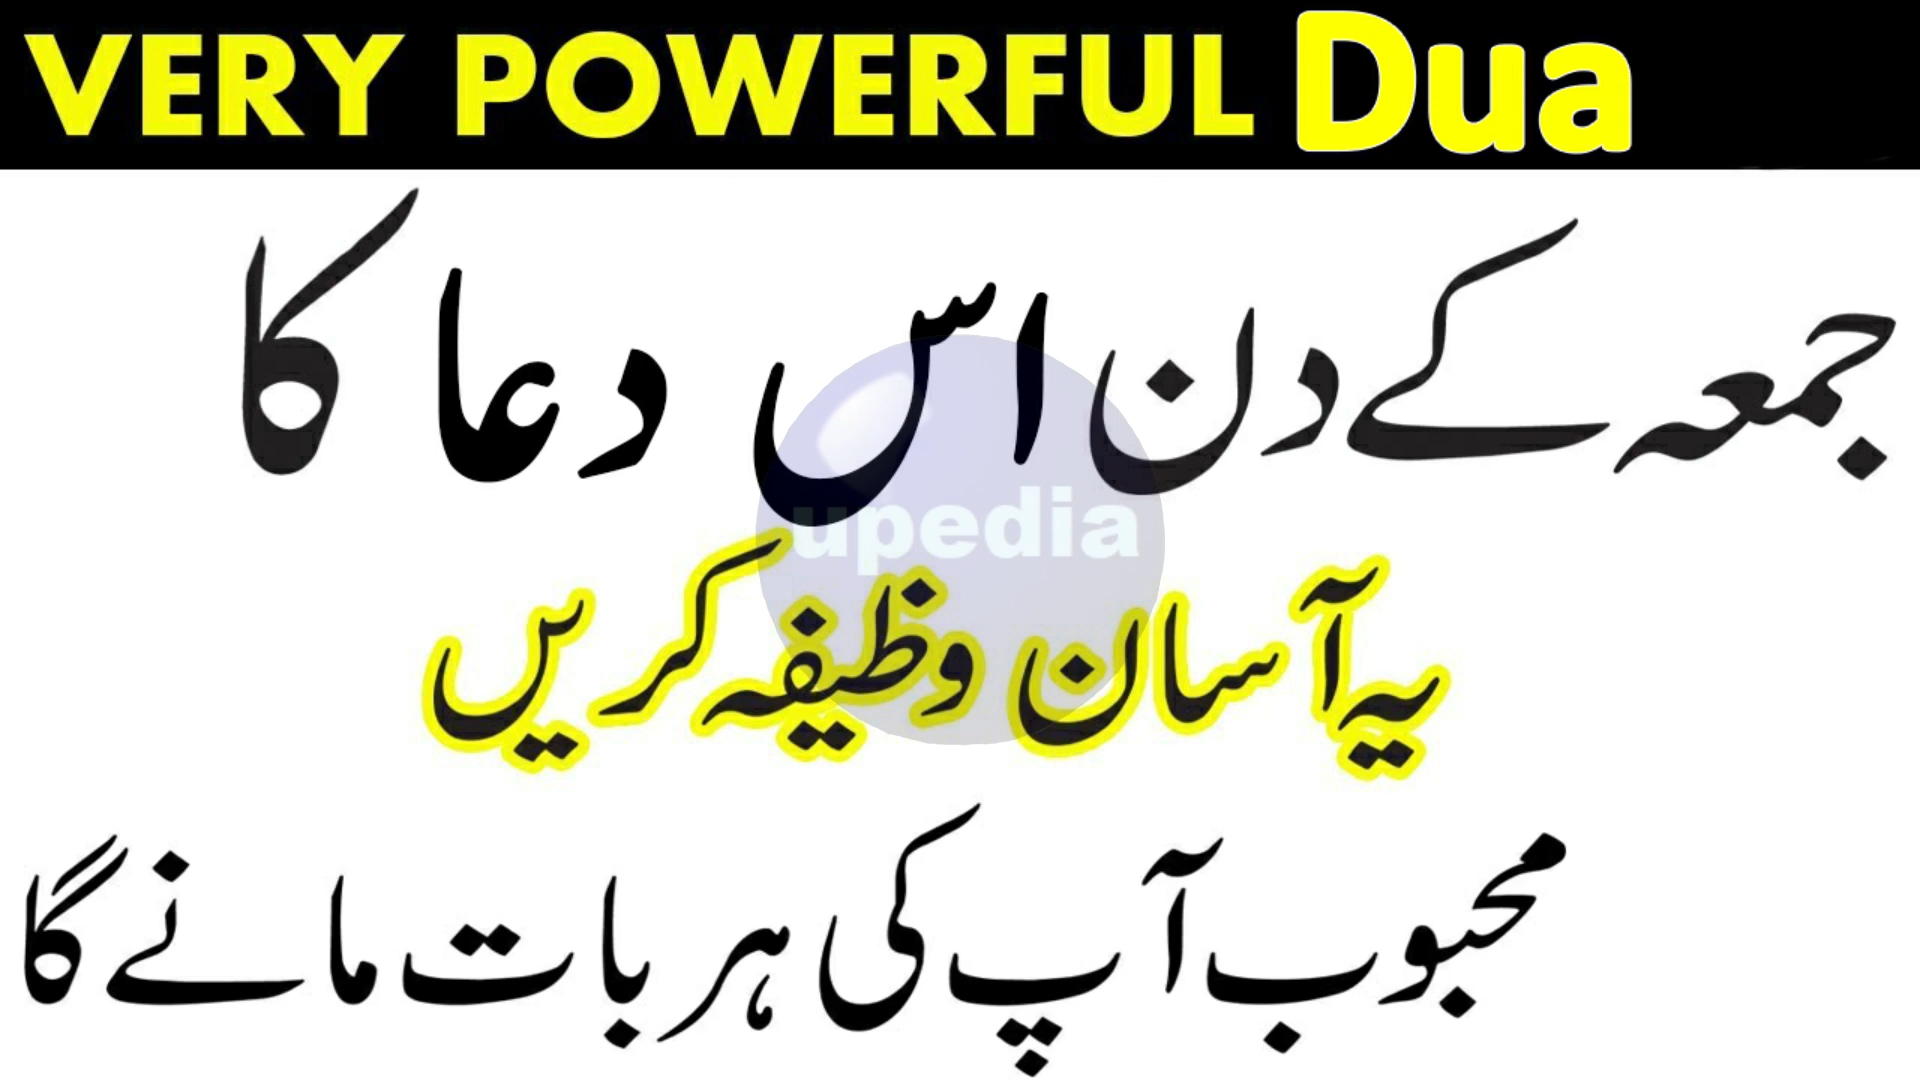 VERY POWERFUL Dua
جمعہ کے دن اس دعا کا
upedia
یہ آسان وظیفہ کریں
محبوب آپ کی ہر بات مانے گا